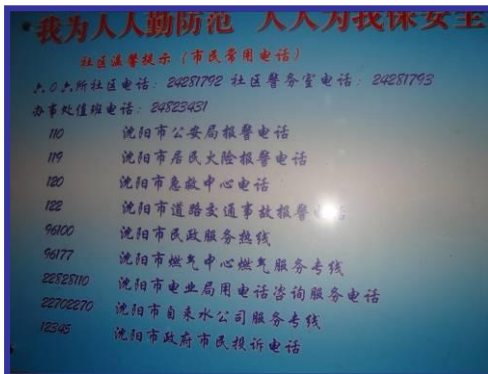 我为人人勤防范 人人为我保安全
社区温馨提示（市民常用电话）
六0六所社区电话：24281792 社区警务室电话：24281793
办事处值班电话：24823431
110 沈阳市公安局报警电话
119 沈阳市居民火险报警电话
120 沈阳市急救中心电话
122 沈阳市道路交通事故报警电话
96100 沈阳市民政服务热线
96177 沈阳市燃气中心燃气服务专线
22828110 沈阳市电业局用电话咨询服务电话
22702270 沈阳市自来水公司服务专线
12345 沈阳市政府市民投诉电话